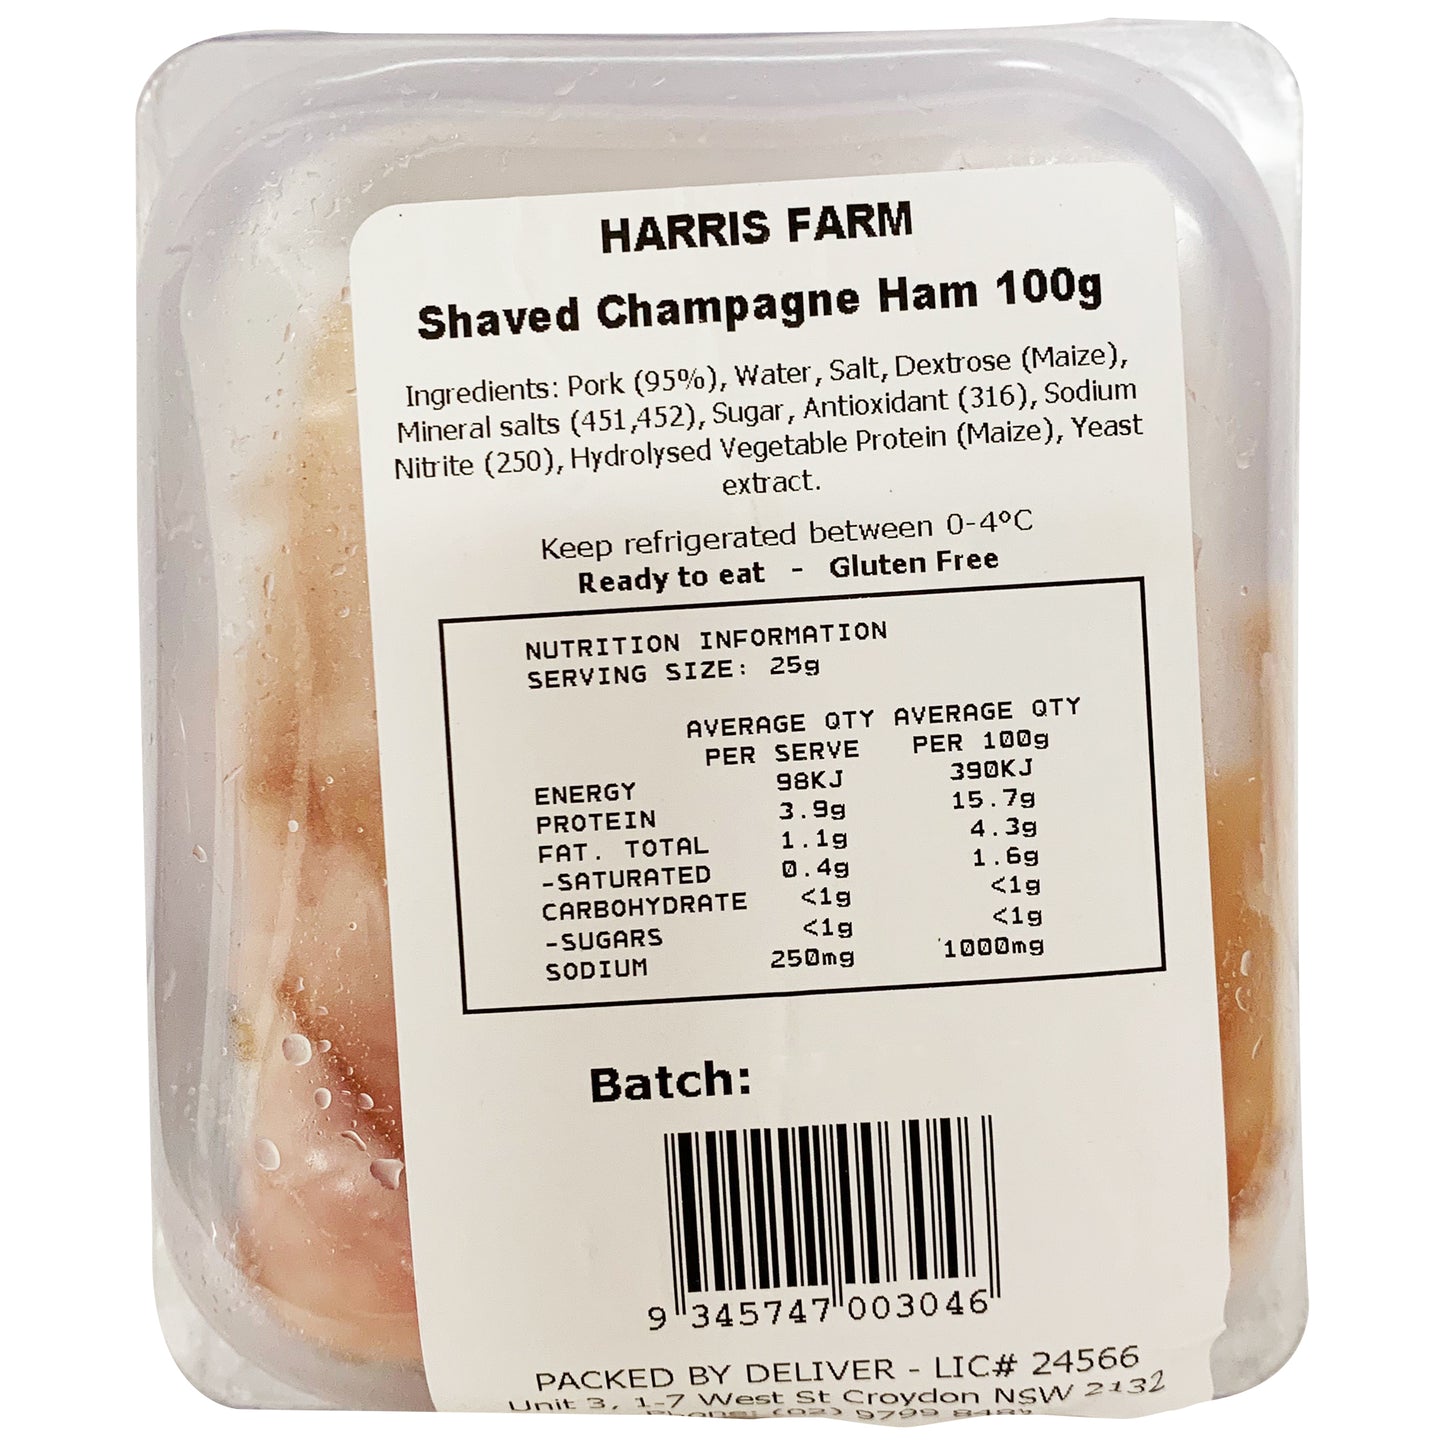 HARRIS FARM
Shaved Champagne Ham 100g
Ingredients: Pork (95%), Water, Salt, Dextrose (Maize),
Mineral salts (451,452), Sugar, Antioxidant (316), Sodium
Nitrite (250), Hydrolysed Vegetable Protein (Maize), Yeast
extract.
Keep refrigerated between 0-4°C
Ready to eat - Gluten Free
NUTRITION INFORMATION
SERVING SIZE: 25g
AVERAGE QTY AVERAGE QTY
PER SERVE PER 100g
ENERGY 98KJ 390KJ
PROTEIN 3.9g 15.7g
FAT. TOTAL 1.1g 4.3g
-SATURATED 0.4g 1.6g
CARBOHYDRATE <1g <1g
-SUGARS <1g <1g
SODIUM 250mg 1000mg
Batch:
9 345747 003046
PACKED BY DELIVER - LIC# 24566
Unit 3, 1-7 West St Croydon NSW 2132
Phone: (02) 9799